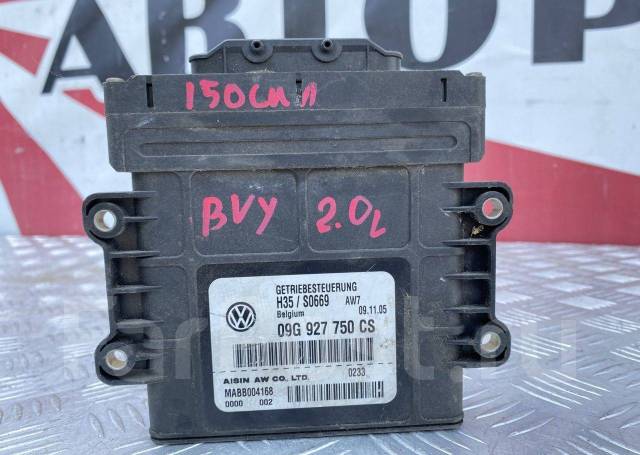 150сил
BVY 2.0L
GETRIEBESTEUERUNG
H35 / S0669 AW7
Belgium 09.11.05
09G 927 750 CS
0233
AISIN AW CO., LTD.
MABB004168
0000 002